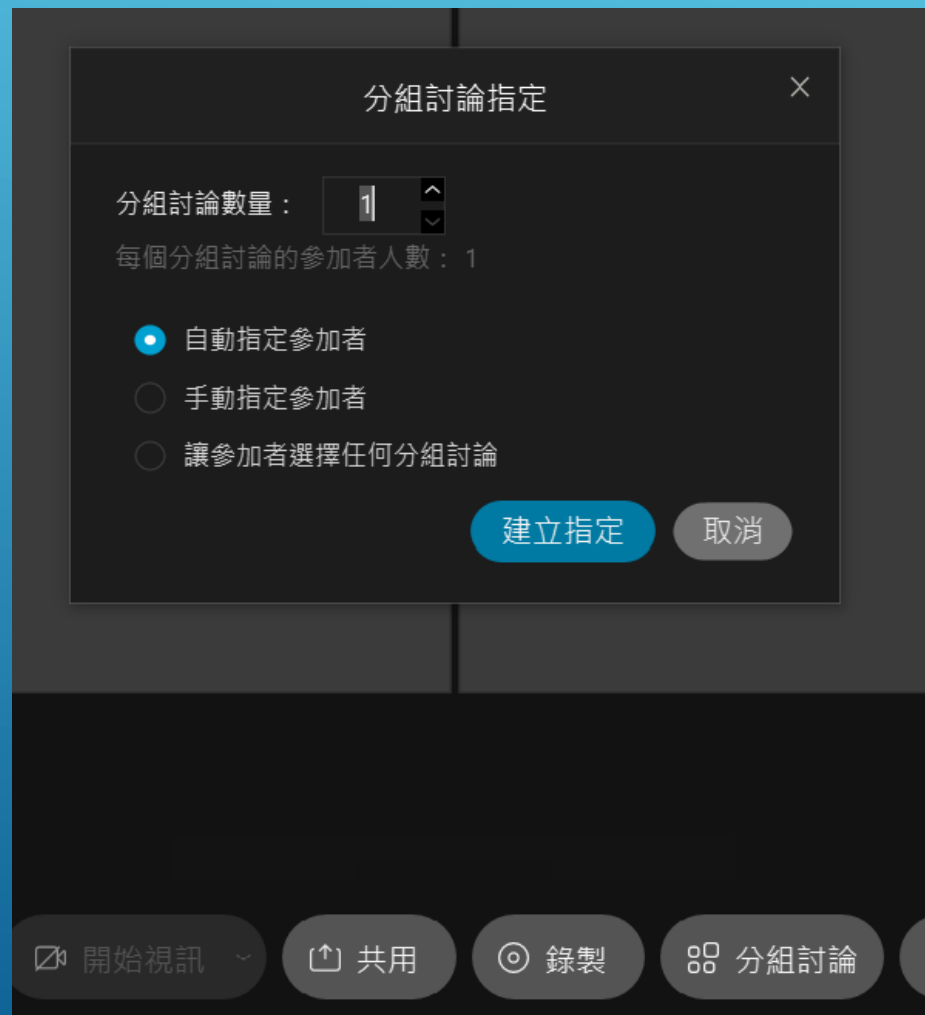 分組討論指定
分組討論數量： 1
每個分組討論的參加者人數： 1
自動指定參加者
手動指定參加者
讓參加者選擇任何分組討論
建立指定 取消
開始視訊 共用 錄製 分組討論